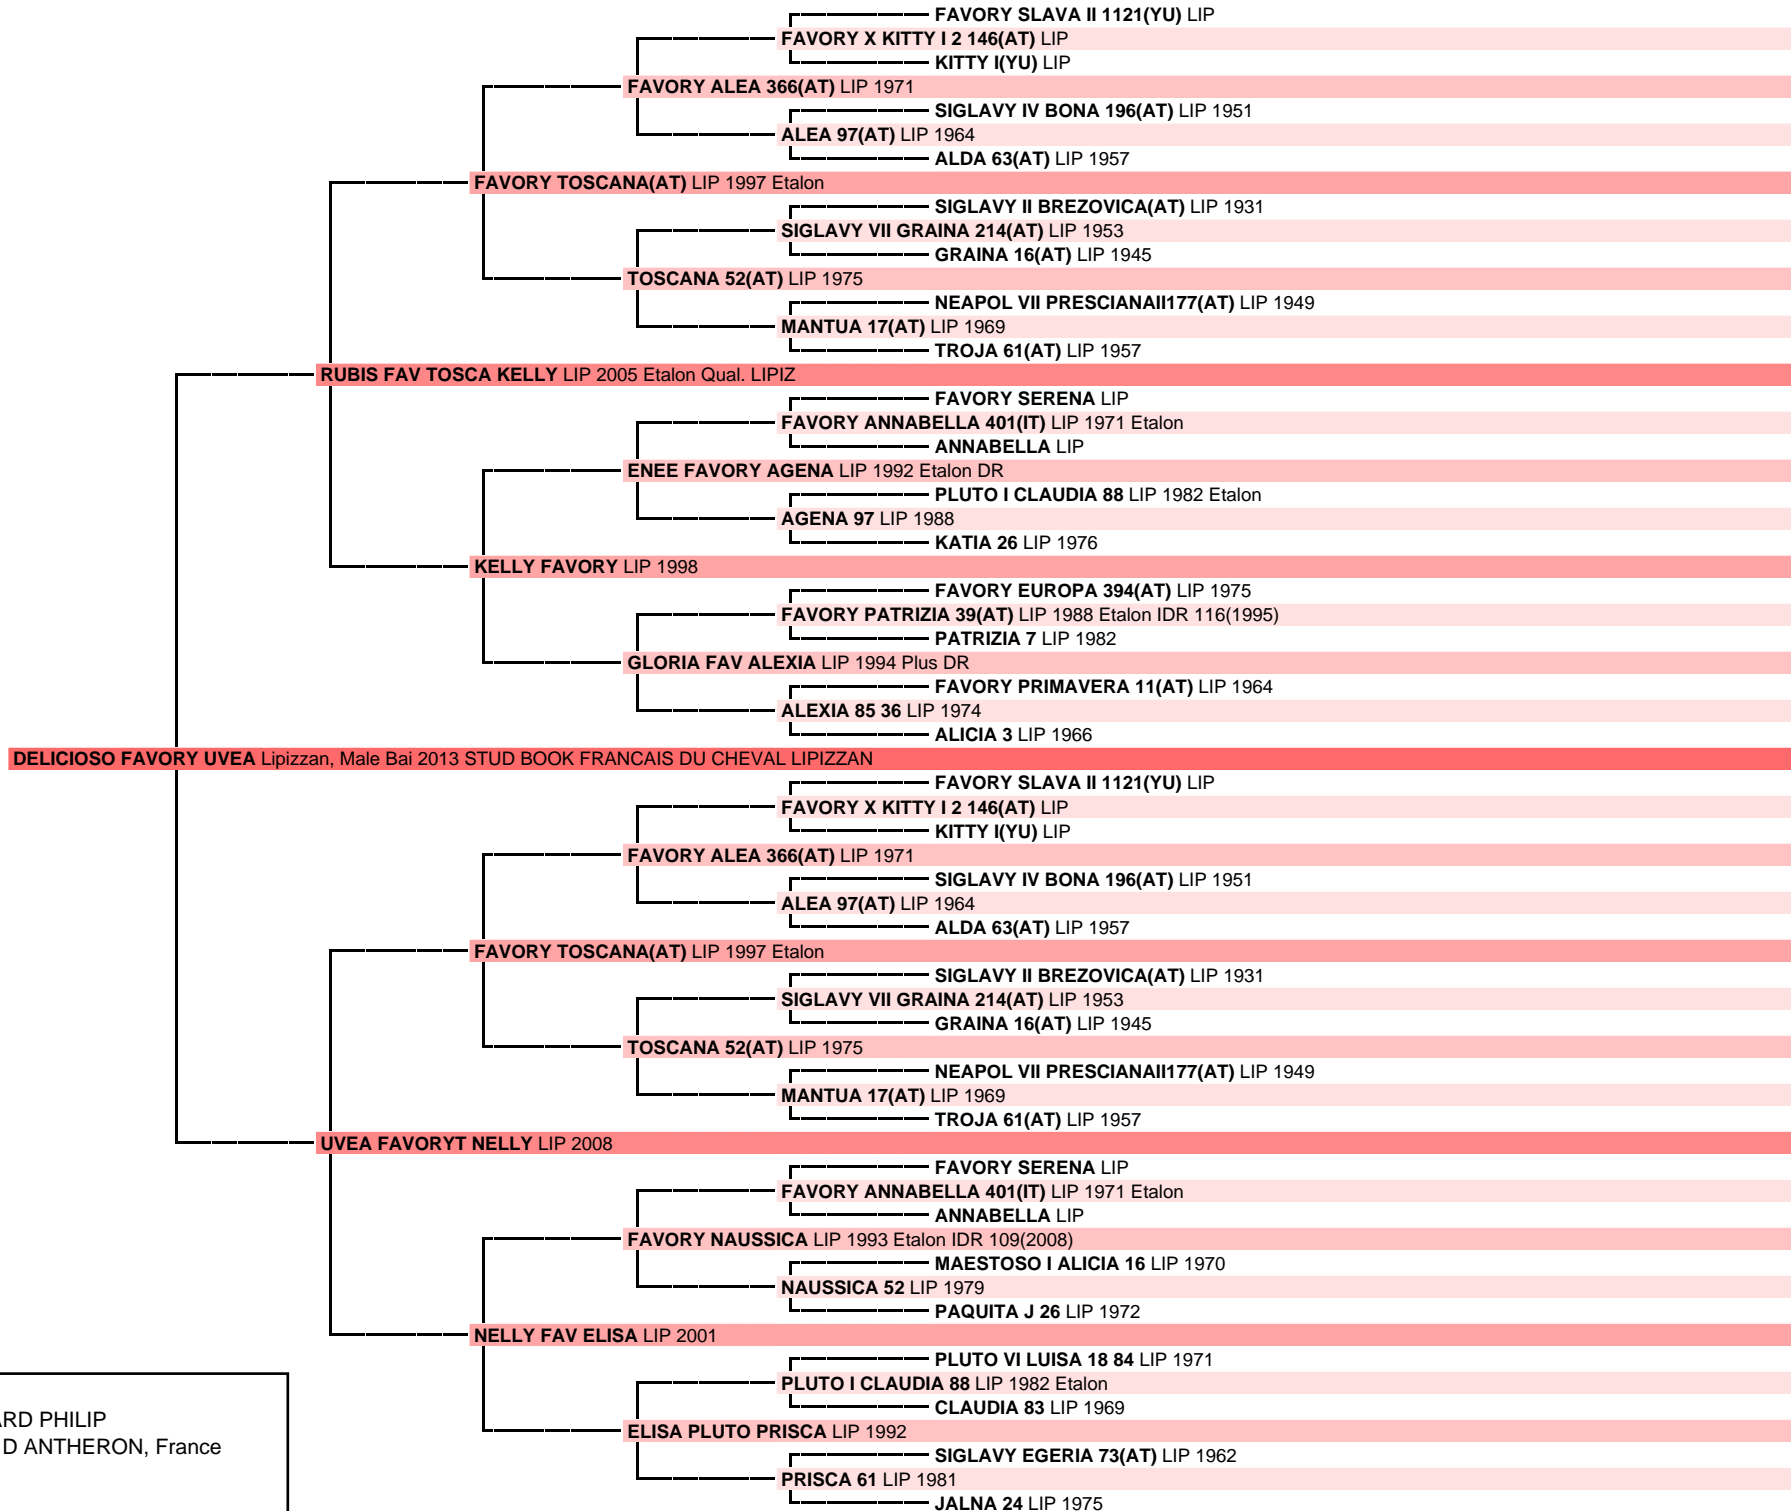 FAVORY SLAVA II 1121(YU) LIP
FAVORY X KITTY I 2 146(AT) LIP
KITTY I(YU) LIP
FAVORY ALEA 366(AT) LIP 1971
SIGLAVY IV BONA 196(AT) LIP 1951
ALEA 97(AT) LIP 1964
ALDA 63(AT) LIP 1957
FAVORY TOSCANA(AT) LIP 1997 Etalon
SIGLAVY II BREZOVICA(AT) LIP 1931
SIGLAVY VII GRAINA 214(AT) LIP 1953
GRAINA 16(AT) LIP 1945
TOSCANA 52(AT) LIP 1975
NEAPOL VII PRESCIANAII177(AT) LIP 1949
MANTUA 17(AT) LIP 1969
TROJA 61(AT) LIP 1957
RUBIS FAV TOSCA KELLY LIP 2005 Etalon Qual. LIPIZ
FAVORY SERENA LIP
FAVORY ANNABELLA 401(IT) LIP 1971 Etalon
ANNABELLA LIP
ENEE FAVORY AGENA LIP 1992 Etalon DR
PLUTO I CLAUDIA 88 LIP 1982 Etalon
AGENA 97 LIP 1988
KATIA 26 LIP 1976
KELLY FAVORY LIP 1998
FAVORY EUROPA 394(AT) LIP 1975
FAVORY PATRIZIA 39(AT) LIP 1988 Etalon IDR 116(1995)
PATRIZIA 7 LIP 1982
GLORIA FAV ALEXIA LIP 1994 Plus DR
FAVORY PRIMAVERA 11(AT) LIP 1964
ALEXIA 85 36 LIP 1974
ALICIA 3 LIP 1966
DELICIOSO FAVORY UVEA Lipizzan, Male Bai 2013 STUD BOOK FRANCAIS DU CHEVAL LIPIZZAN
FAVORY SLAVA II 1121(YU) LIP
FAVORY X KITTY I 2 146(AT) LIP
KITTY I(YU) LIP
FAVORY ALEA 366(AT) LIP 1971
SIGLAVY IV BONA 196(AT) LIP 1951
ALEA 97(AT) LIP 1964
ALDA 63(AT) LIP 1957
FAVORY TOSCANA(AT) LIP 1997 Etalon
SIGLAVY II BREZOVICA(AT) LIP 1931
SIGLAVY VII GRAINA 214(AT) LIP 1953
GRAINA 16(AT) LIP 1945
TOSCANA 52(AT) LIP 1975
NEAPOL VII PRESCIANAII177(AT) LIP 1949
MANTUA 17(AT) LIP 1969
TROJA 61(AT) LIP 1957
UVEA FAVORYT NELLY LIP 2008
FAVORY SERENA LIP
FAVORY ANNABELLA 401(IT) LIP 1971 Etalon
ANNABELLA LIP
FAVORY NAUSSICA LIP 1993 Etalon IDR 109(2008)
MAESTOSO I ALICIA 16 LIP 1970
NAUSSICA 52 LIP 1979
PAQUITA J 26 LIP 1972
NELLY FAV ELISA LIP 2001
PLUTO VI LUISA 18 84 LIP 1971
PLUTO I CLAUDIA 88 LIP 1982 Etalon
CLAUDIA 83 LIP 1969
ELISA PLUTO PRISCA LIP 1992
SIGLAVY EGERIA 73(AT) LIP 1962
PRISCA 61 LIP 1981
JALNA 24 LIP 1975
PHILIP
D ANTHERON, France